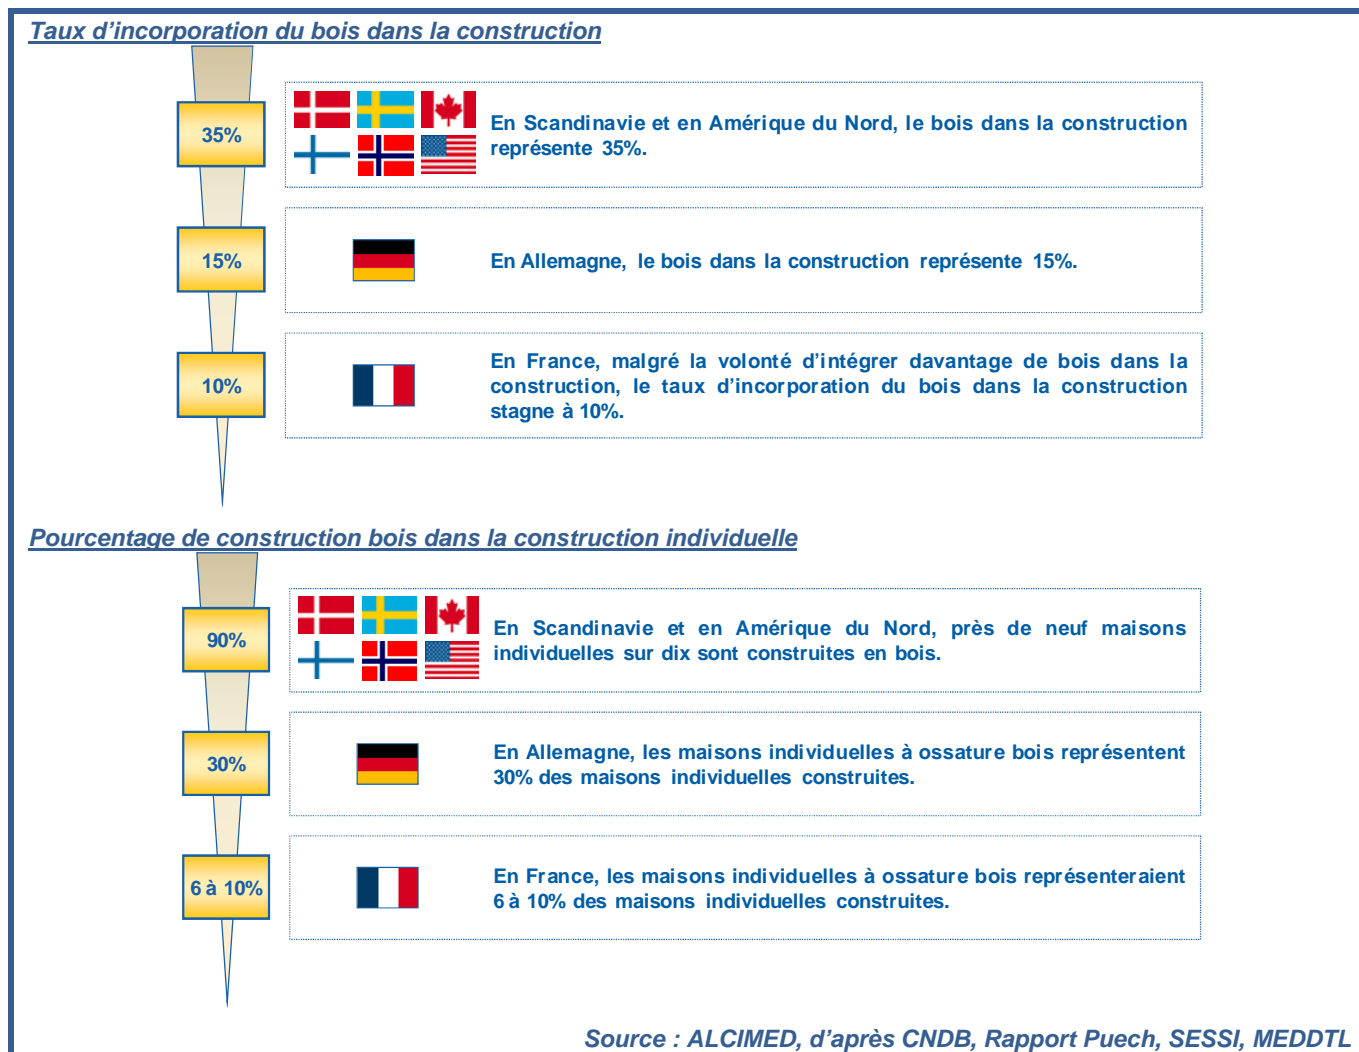 Taux d'incorporation du bois dans la construction
35%
En Scandinavie et en Amérique du Nord, le bois dans la construction
représente 35%.
15%
En Allemagne, le bois dans la construction représente 15%.
10%
En France, malgré la volonté d'intégrer davantage de bois dans la
construction, le taux d'incorporation du bois dans la construction
stagne à 10%.
Pourcentage de construction bois dans la construction individuelle
90%
En Scandinavie et en Amérique du Nord, près de neuf maisons
individuelles sur dix sont construites en bois.
30%
En Allemagne, les maisons individuelles à ossature bois représentent
30% des maisons individuelles construites.
6 à 10%
En France, les maisons individuelles à ossature bois représenteraient
6 à 10% des maisons individuelles construites.
Source : ALCIMED, d'après CNDB, Rapport Puech, SESSI, MEDDTL